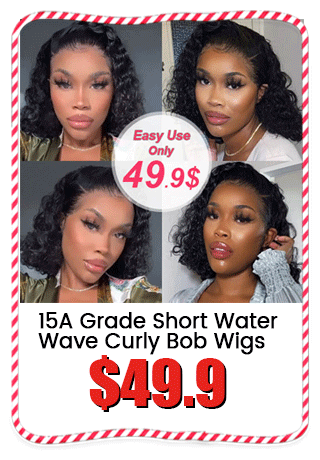 Easy Use
Only
49.9$
15A Grade Short Water
Wave Curly Bob Wigs
$49.9